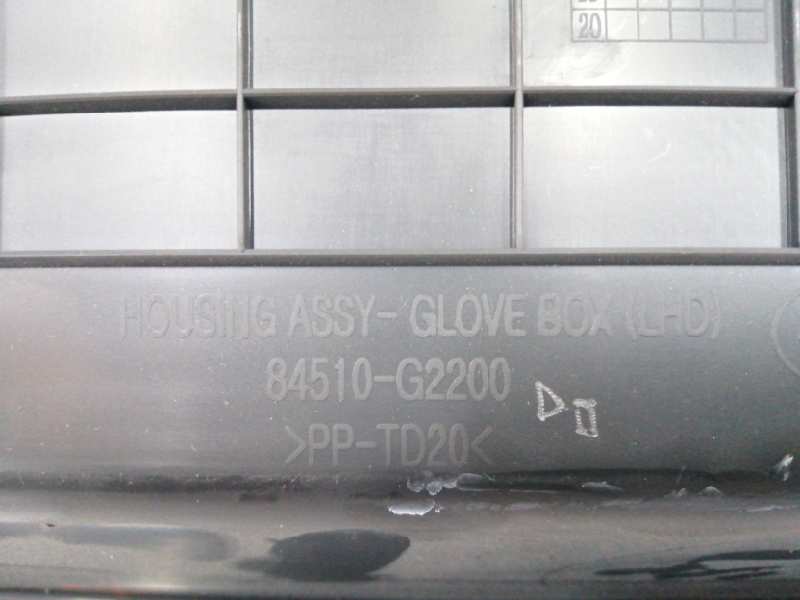 20
HOUSING ASSY- GLOVE BOX (LHD)
84510-G2200
>PP-TD20<